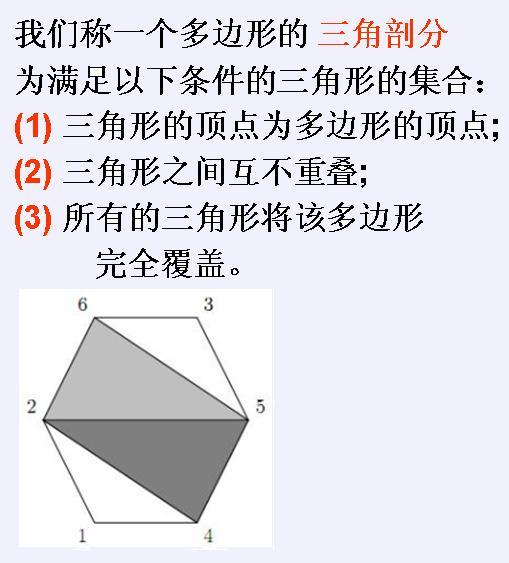 我们称一个多边形的 三角剖分
为满足以下条件的三角形的集合：
(1) 三角形的顶点为多边形的顶点;
(2) 三角形之间互不重叠;
(3) 所有的三角形将该多边形
完全覆盖。
6 3
2 5
1 4